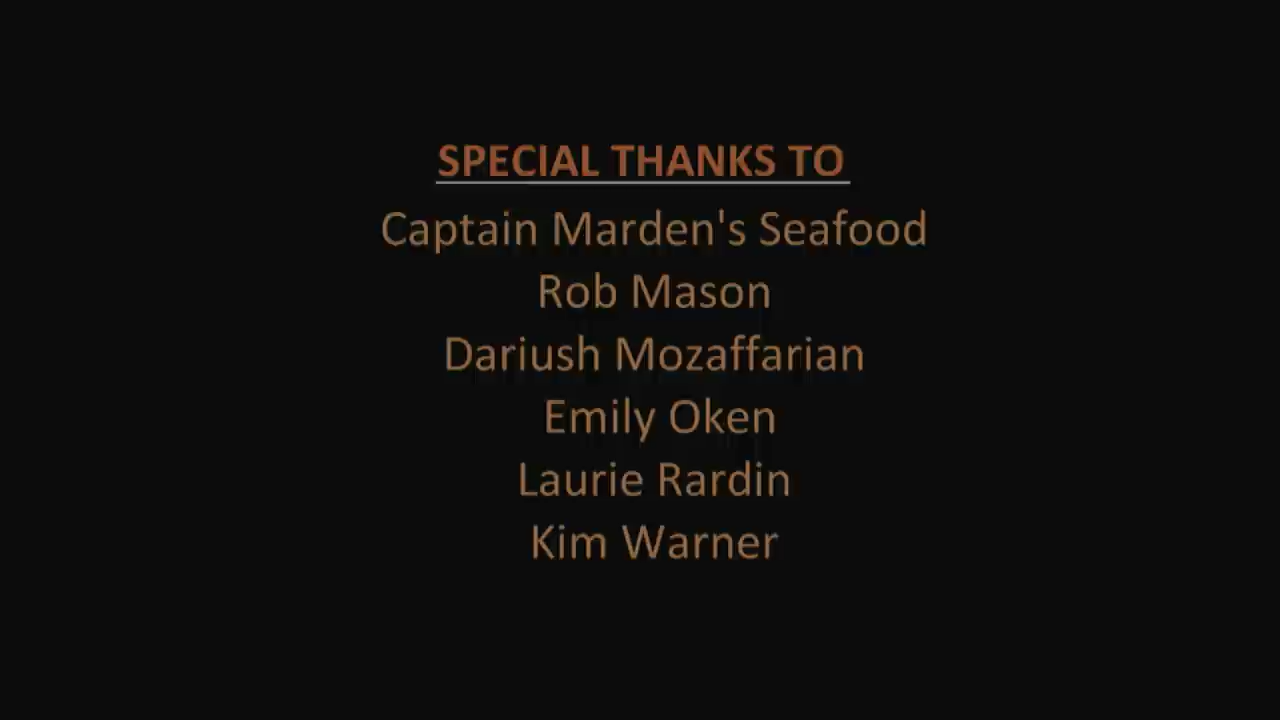 SPECIAL THANKS TO
Captain Marden's Seafood
Rob Mason
Dariush Mozaffarian
Emily Oken
Laurie Rardin
Kim Warner